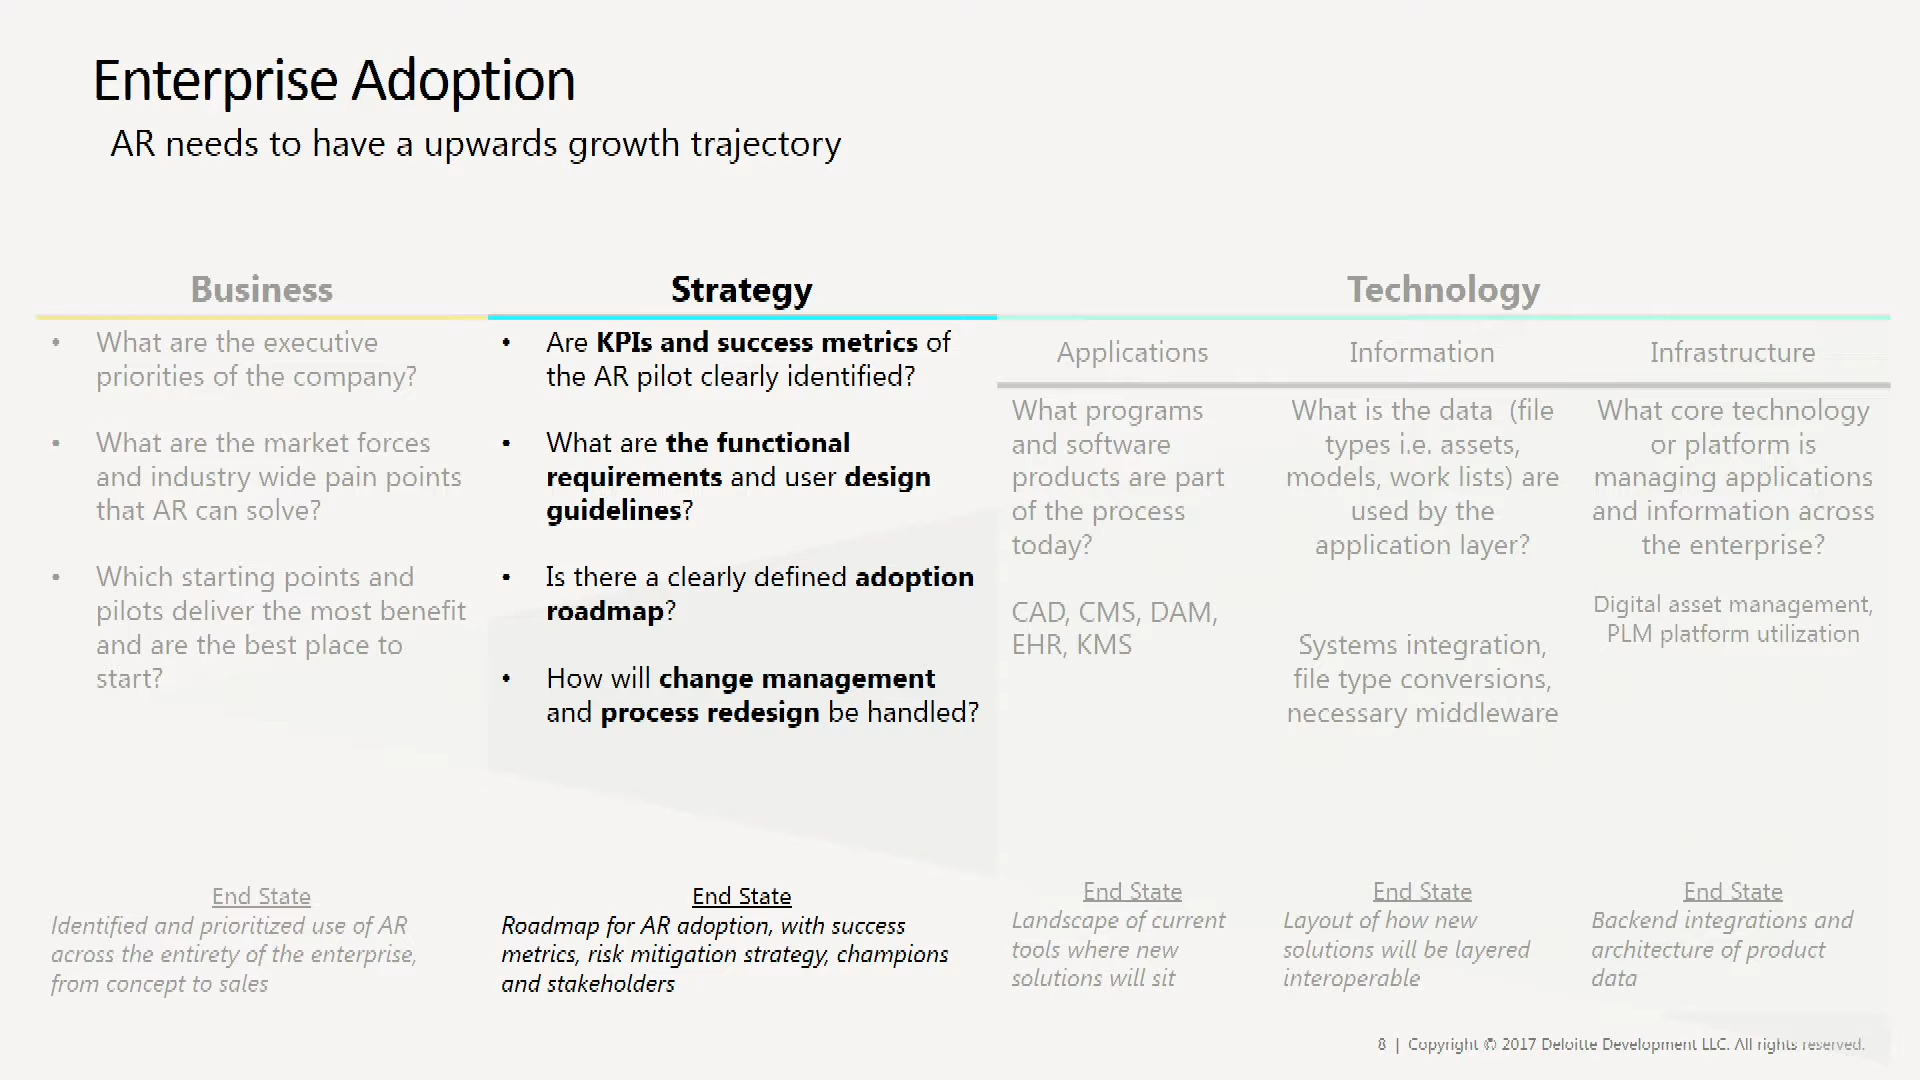 Enterprise Adoption
AR needs to have a upwards growth trajectory
Business
• What are the executive
priorities of the company?
• What are the market forces
and industry wide pain points
that AR can solve?
• Which starting points and
pilots deliver the most benefit
and are the best place to
start?
End State
Identified and prioritized use of AR
across the entirety of the enterprise,
from concept to sales
Strategy
• Are KPIs and success metrics of
the AR pilot clearly identified?
• What are the functional
requirements and user design
guidelines?
• Is there a clearly defined adoption
roadmap?
• How will change management
and process redesign be handled?
End State
Roadmap for AR adoption, with success
metrics, risk mitigation strategy, champions
and stakeholders
Technology
Applications
What programs
and software
products are part
of the process
today?
CAD, CMS, DAM,
EHR, KMS
End State
Landscape of current
tools where new
solutions will sit
Information
What is the data (file
types i.e. assets,
models, work lists) are
used by the
application layer?
Systems integration,
file type conversions,
necessary middleware
End State
Layout of how new
solutions will be layered
interoperable
Infrastructure
What core technology
or platform is
managing applications
and information across
the enterprise?
Digital asset management,
PLM platform utilization
End State
Backend integrations and
architecture of product
data
8 | Copyright © 2017 Deloitte Development LLC. All rights reserved.